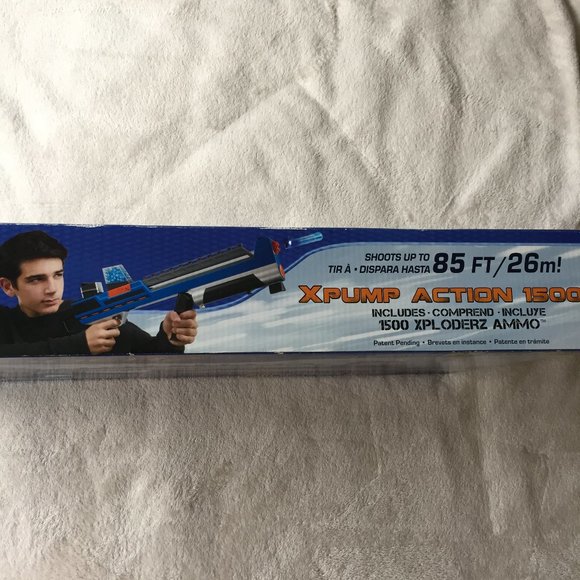 SHOOTS UP TO
TIR À • DISPARA HASTA 85 FT/26m!
XPUMP ACTION 1500
INCLUDES • COMPREND • INCLUYE
1500 XPLODERZ AMMO™
Patent Pending • Brevets en instance • Patente en trámite